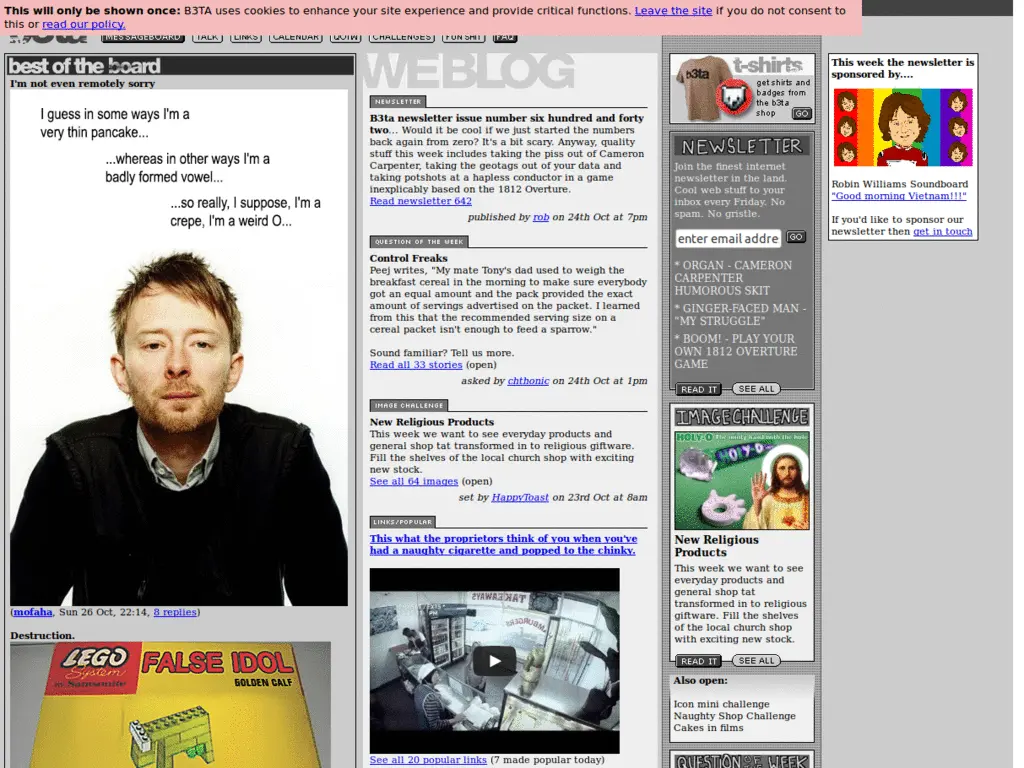 This will only be shown once: B3TA uses cookies to enhance your site experience and provide critical functions. Leave the site if you do not consent to
this or read our policy.
MESSAGEBOARD TALK LINKS CALENDAR QOTW CHALLENGES FUN SHIT FAQ
best of the board
I'm not even remotely sorry
I guess in some ways I'm a
very thin pancake...
...whereas in other ways I'm a
badly formed vowel...
...so really, I suppose, I'm a
crepe, I'm a weird O...
(mofaha, Sun 26 Oct, 22:14, 8 replies)
Destruction.
LEGO
System
FALSE IDOL
GOLDEN CALF
WEBLOG
NEWSLETTER
B3ta newsletter issue number six hundred and forty
two... Would it be cool if we just started the numbers
back again from zero? It's a bit scary. Anyway, quality
stuff this week includes taking the piss out of Cameron
Carpenter, taking the geotags out of your data and
taking potshots at a hapless conductor in a game
inexplicably based on the 1812 Overture.
Read newsletter 642
published by rob on 24th Oct at 7pm
QUESTION OF THE WEEK
Control Freaks
Peej writes, "My mate Tony's dad used to weigh the
breakfast cereal in the morning to make sure everybody
got an equal amount and the pack provided the exact
amount of servings advertised on the packet. I learned
from this that the recommended serving size on a
cereal packet isn't enough to feed a sparrow."
Sound familiar? Tell us more.
Read all 33 stories (open)
asked by chthonic on 24th Oct at 1pm
IMAGE CHALLENGE
New Religious Products
This week we want to see everyday products and
general shop tat transformed in to religious giftware.
Fill the shelves of the local church shop with exciting
new stock.
See all 64 images (open)
set by HappyToast on 23rd Oct at 8am
LINKS/POPULAR
This what the proprietors think of you when you've
had a naughty cigarette and popped to the chinky.
TAKEAWAYS
See all 20 popular links (7 made popular today)
b3ta
t-shirts
get shirts and
badges from
the b3ta
shop GO
NEWSLETTER
Join the finest internet
newsletter in the land.
Cool web stuff to your
inbox every Friday. No
spam. No gristle.
enter email addre GO
* ORGAN - CAMERON
CARPENTER
HUMOROUS SKIT
* GINGER-FACED MAN -
"MY STRUGGLE"
* BOOM! - PLAY YOUR
OWN 1812 OVERTURE
GAME
READ IT SEE ALL
IMAGE CHALLENGE
HOLY-O The minty heart with the hole
New Religious
Products
This week we want to
see everyday products
and general shop tat
transformed in to religious
giftware. Fill the shelves
of the local church shop
with exciting new stock.
READ IT SEE ALL
Also open:
Icon mini challenge
Naughty Shop Challenge
Cakes in films
QUESTION OF THE WEEK
This week the newsletter is
sponsored by....
Robin Williams Soundboard
"Good morning Vietnam!!!"
If you'd like to sponsor our
newsletter then get in touch